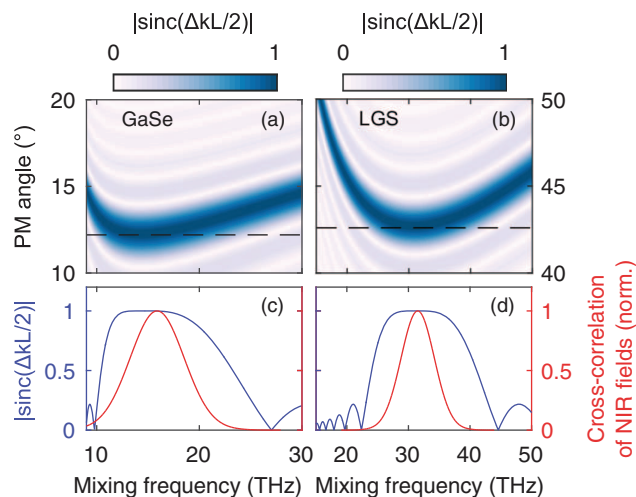 |sinc(ΔkL/2)| |sinc(ΔkL/2)|
0 1 0 1
20 50
GaSe (a) LGS (b)
PM angle (°)
15 45
10 40
(c) (d)
|sinc(ΔkL/2)|
1 1
0.5 0.5
0 0
Cross-correlation
of NIR fields (norm.)
10 20 30 20 30 40 50
Mixing frequency (THz) Mixing frequency (THz)